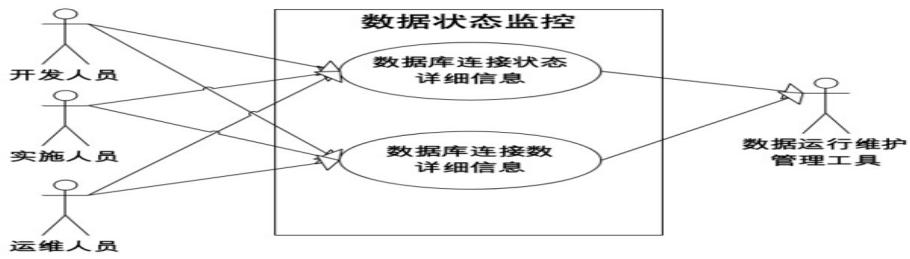 数据状态监控
开发人员
数据库连接状态
详细信息
实施人员
数据库连接数
详细信息
运维人员
数据运行维护
管理工具